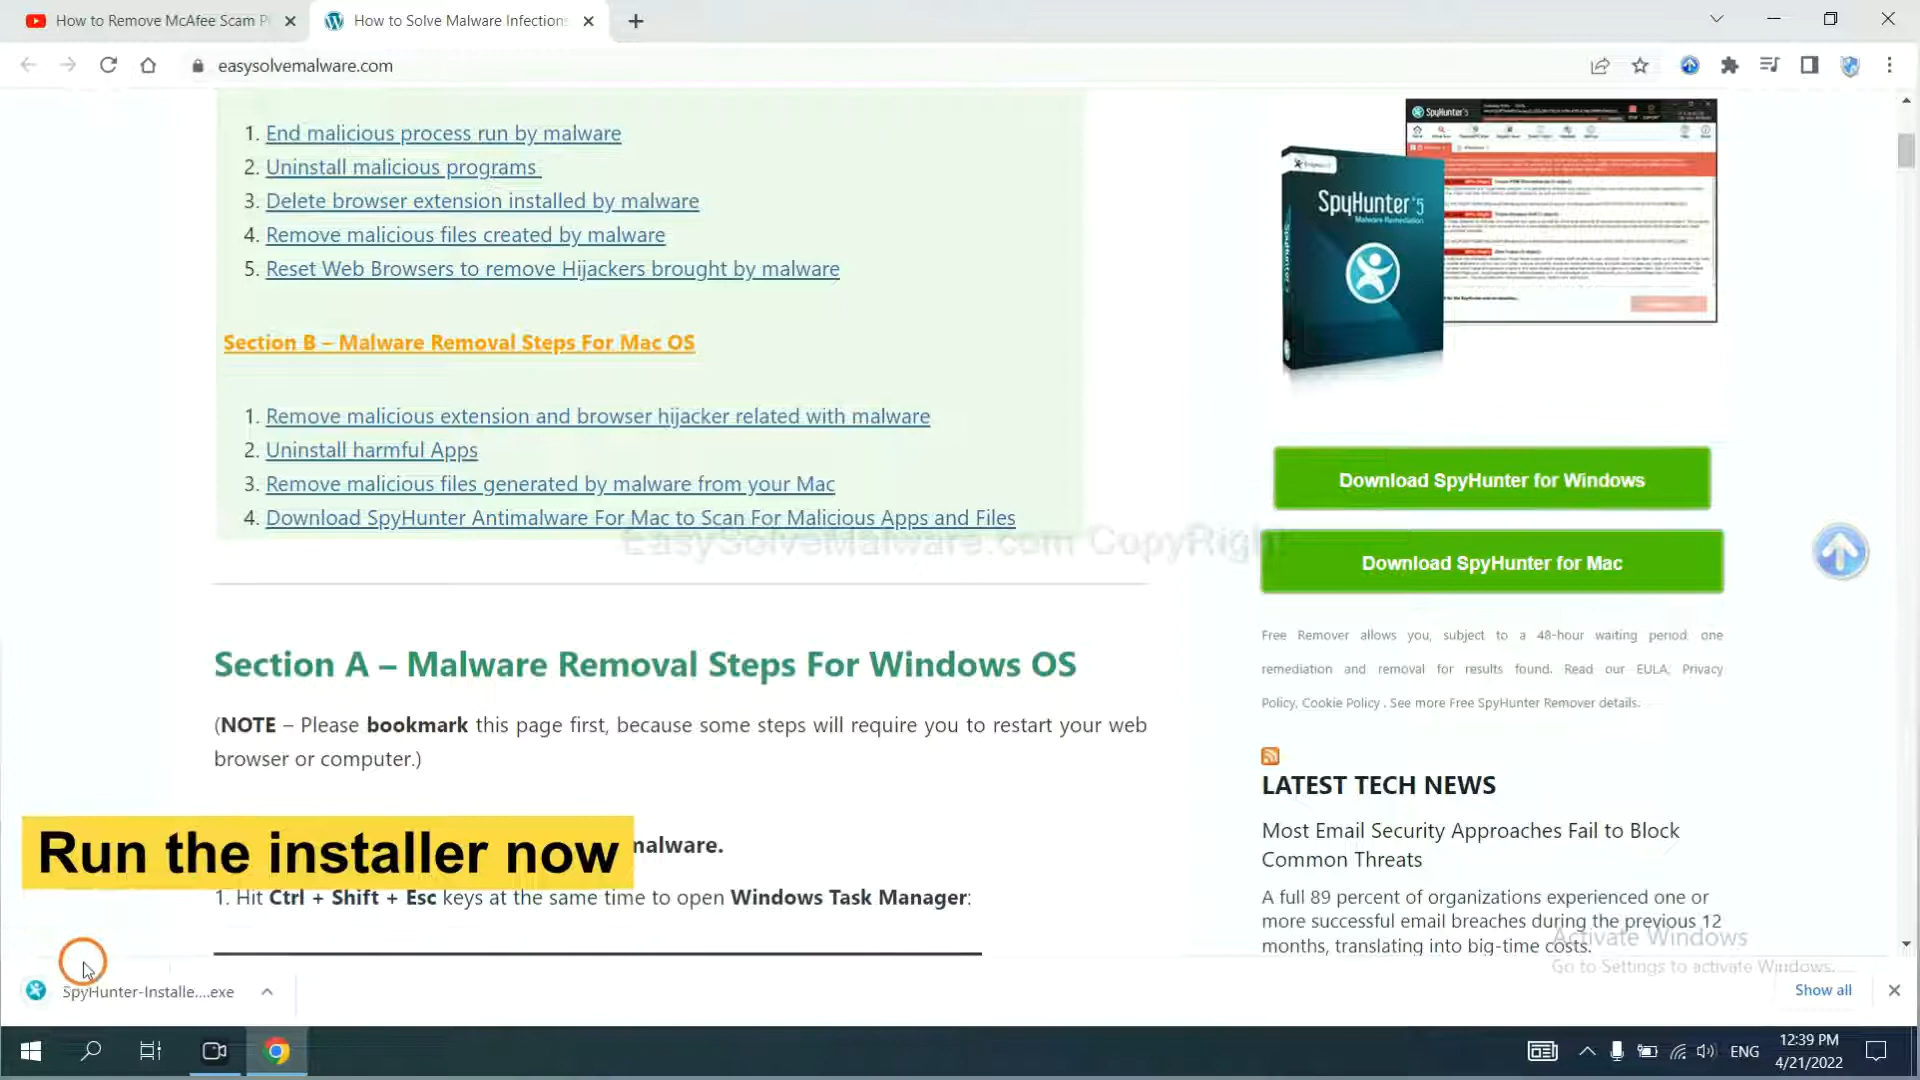 How to Remove McAfee Scam P
How to Solve Malware Infections
easysolvemalware.com
1. End malicious process run by malware
2. Uninstall malicious programs
3. Delete browser extension installed by malware
4. Remove malicious files created by malware
5. Reset Web Browsers to remove Hijackers brought by malware
Section B – Malware Removal Steps For Mac OS
1. Remove malicious extension and browser hijacker related with malware
2. Uninstall harmful Apps
3. Remove malicious files generated by malware from your Mac
4. Download SpyHunter Antimalware For Mac to Scan For Malicious Apps and Files
EasySolveMalware.com CopyRight
Section A – Malware Removal Steps For Windows OS
(NOTE – Please bookmark this page first, because some steps will require you to restart your web
browser or computer.)
Run the installer now
malware.
1. Hit Ctrl + Shift + Esc keys at the same time to open Windows Task Manager:
SpyHunter 5
SpyHunter 5
Malware Remediation
Download SpyHunter for Windows
Download SpyHunter for Mac
Free Remover allows you, subject to a 48-hour waiting period, one
remediation and removal for results found. Read our EULA, Privacy
Policy, Cookie Policy . See more Free SpyHunter Remover details.
LATEST TECH NEWS
Most Email Security Approaches Fail to Block
Common Threats
A full 89 percent of organizations experienced one or
more successful email breaches during the previous 12
months, translating into big-time costs.
Activate Windows
Go to Settings to activate Windows.
SpyHunter-Installe....exe
Show all
ENG
12:39 PM
4/21/2022